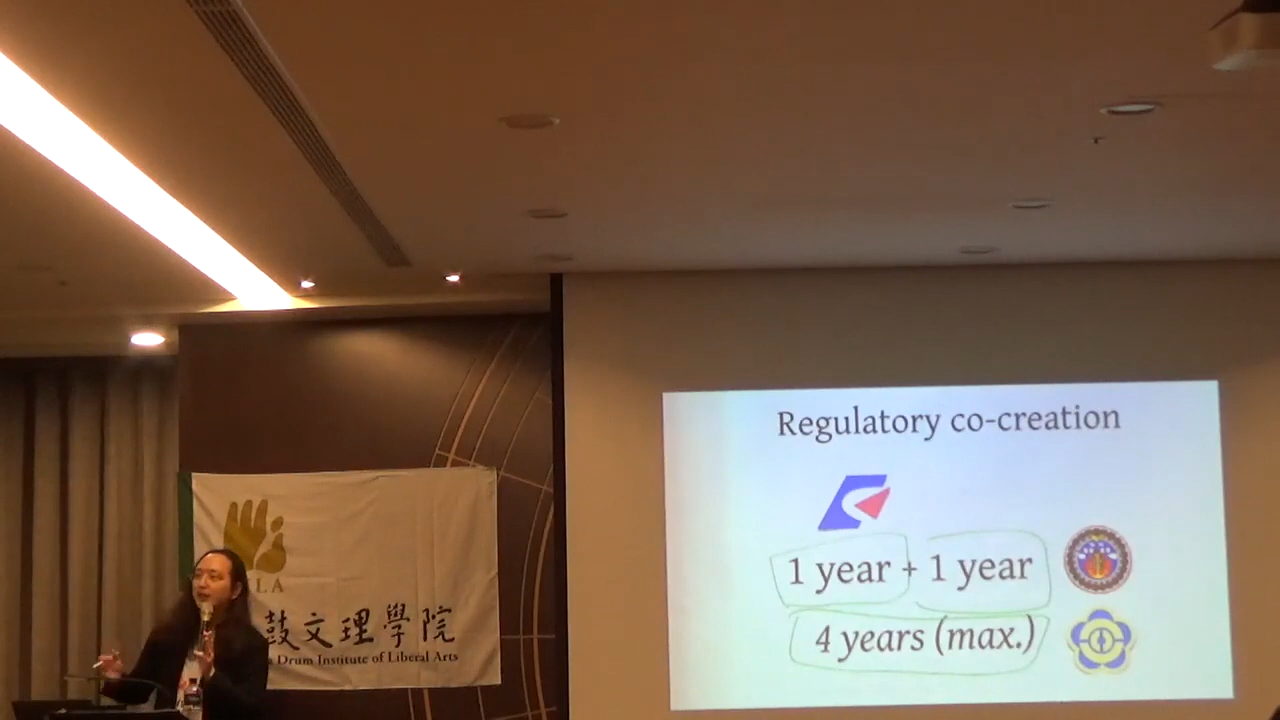 LA
鼓文理學院
Drum Institute of Liberal Arts
Regulatory co-creation
1 year + 1 year
4 years (max.)